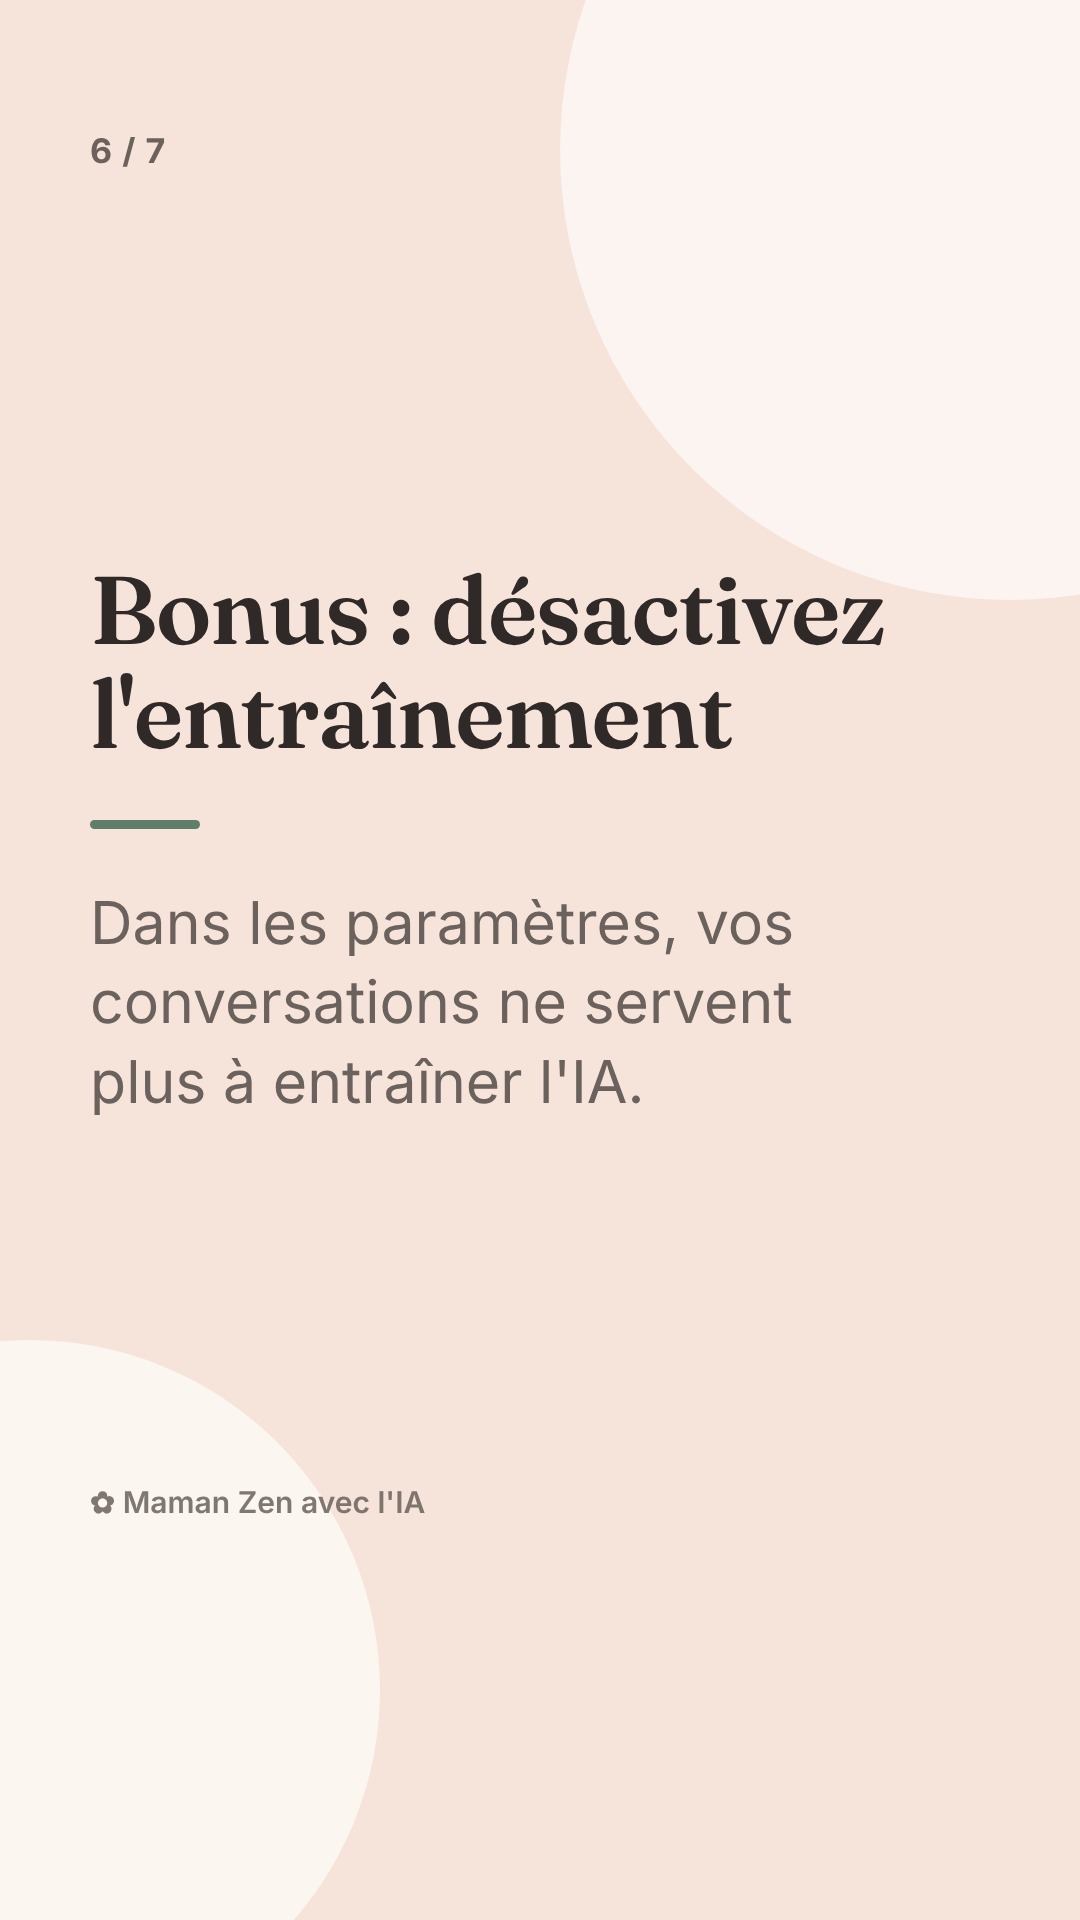 6 / 7
Bonus : désactivez
l'entraînement
Dans les paramètres, vos
conversations ne servent
plus à entraîner l'IA.
✿ Maman Zen avec l'IA